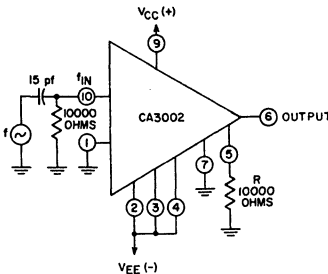 VCC (+)
9
15 pf
fIN
10
10000
OHMS
CA3002
6 OUTPUT
f
1
7
5
R
10000
OHMS
2 3 4
VEE (-)